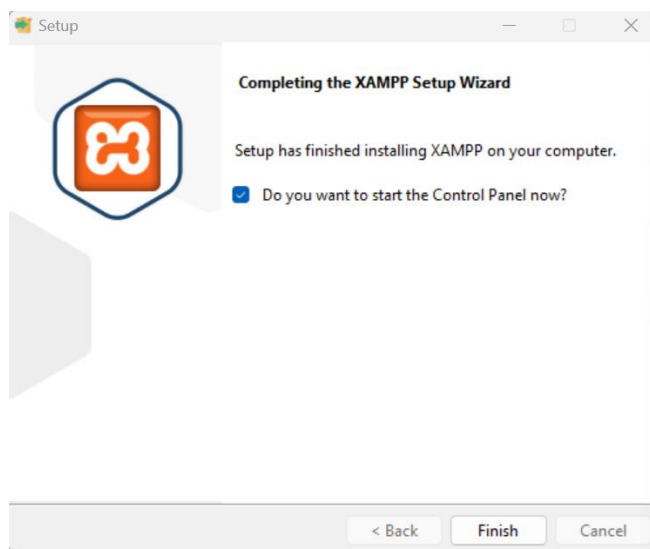 Setup
Completing the XAMPP Setup Wizard
Setup has finished installing XAMPP on your computer.
Do you want to start the Control Panel now?
< Back Finish Cancel